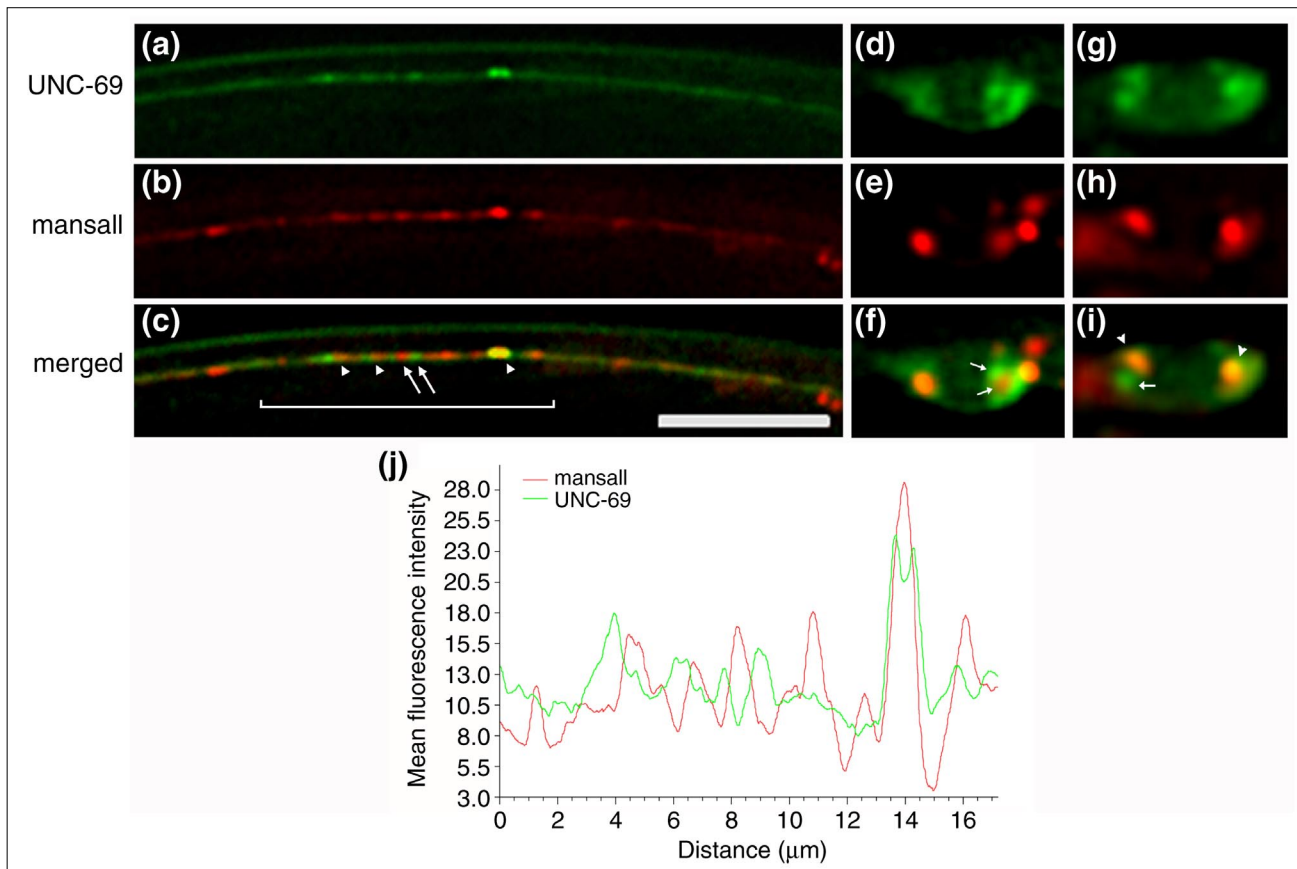 (a)
(d)
(g)
UNC-69
(b)
(e)
(h)
mansall
(c)
(f)
(i)
merged
(j)
mansall
UNC-69
Mean fluorescence intensity
28.0
25.5
23.0
20.5
18.0
15.5
13.0
10.5
8.0
5.5
3.0
0 2 4 6 8 10 12 14 16
Distance (μm)